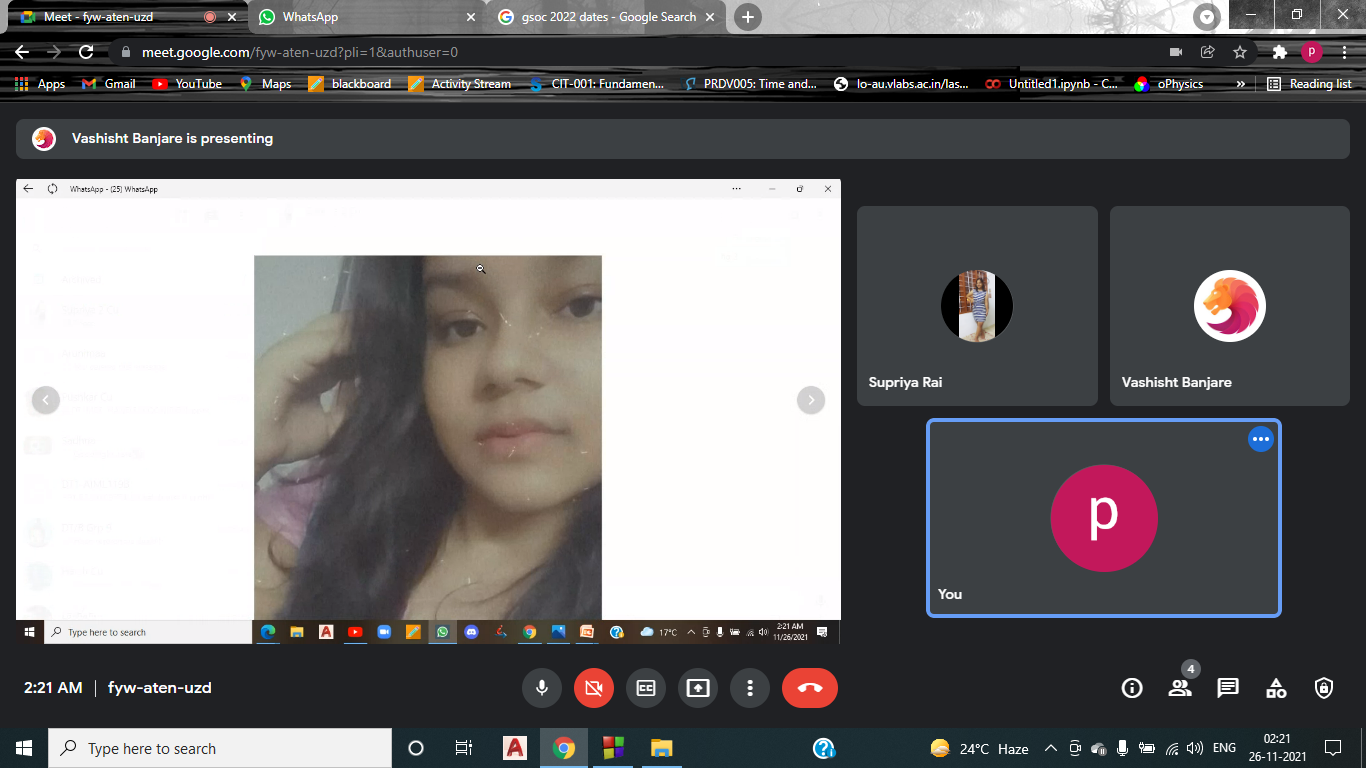 Meet - fyw-aten-uzd
WhatsApp
gsoc 2022 dates - Google Search
meet.google.com/fyw-aten-uzd?pli=1&authuser=0
p
Apps
Gmail
YouTube
Maps
blackboard
Activity Stream
CIT-001: Fundamen...
PRDV005: Time and...
lo-au.vlabs.ac.in/las...
Untitled1.ipynb - C...
oPhysics
»
Reading list
Vashisht Banjare is presenting
WhatsApp - (25) WhatsApp
Supriya Rai
Vashisht Banjare
p
You
Type here to search
17°C
2:21 AM
11/26/2021
2:21 AM | fyw-aten-uzd
CC
4
Type here to search
24°C Haze
ENG
02:21
26-11-2021